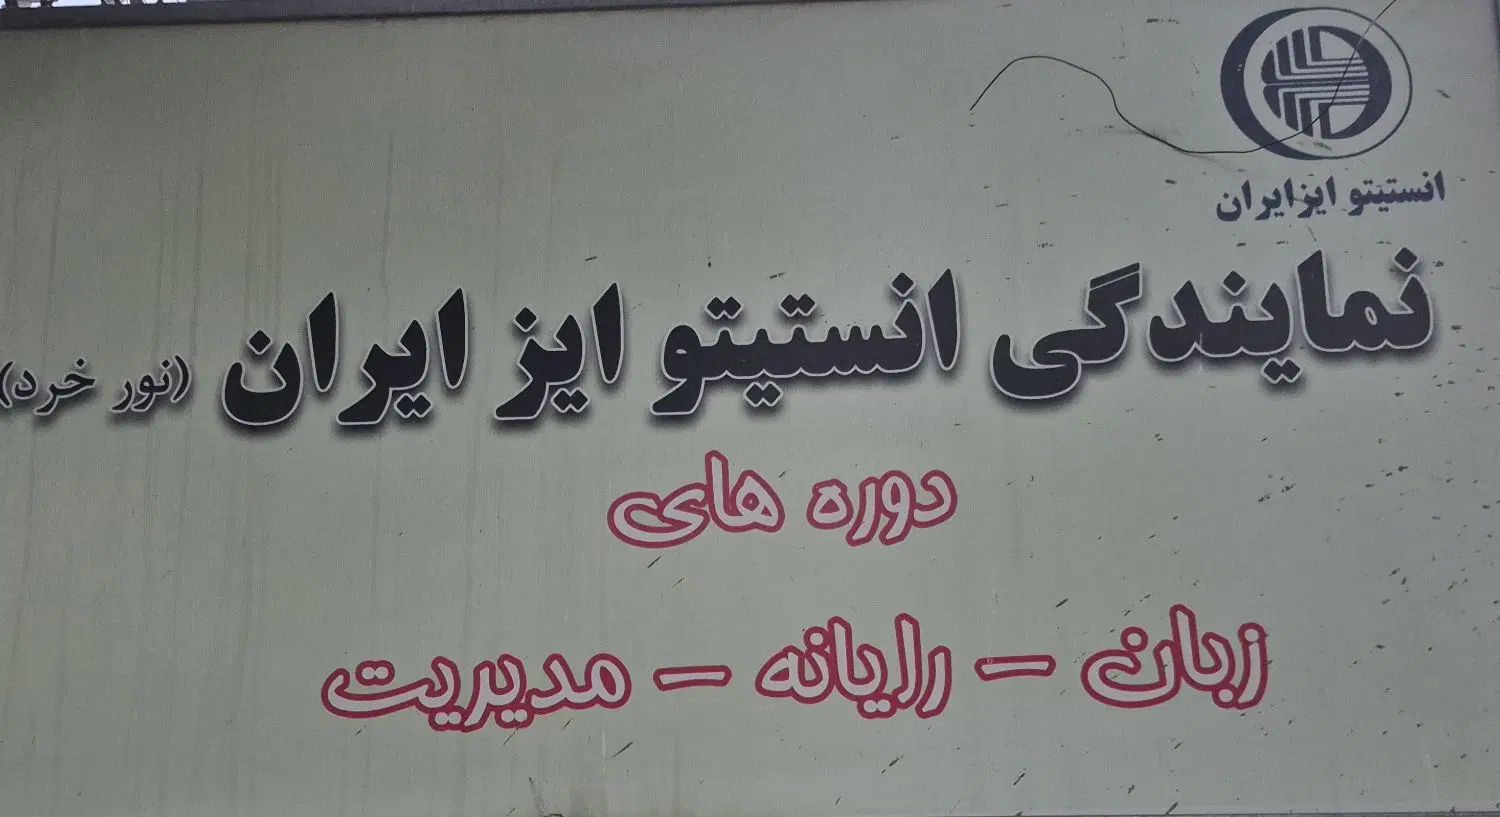 انستیتو ایزایران
نمایندگی انستیتو ایز ایران (نور خرد)
دوره های
زبان - رایانه - مدیریت